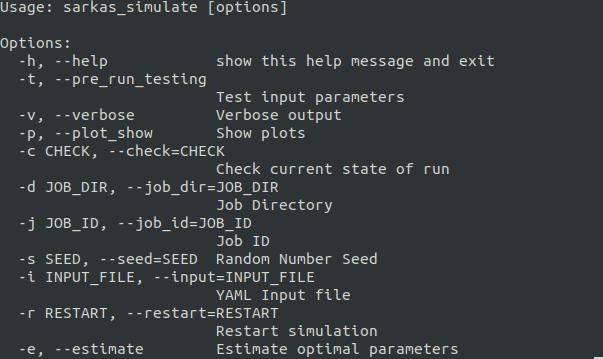 Usage: sarkas_simulate [options]

Options:
  -h, --help            show this help message and exit
  -t, --pre_run_testing
                        Test input parameters
  -v, --verbose         Verbose output
  -p, --plot_show       Show plots
  -c CHECK, --check=CHECK
                        Check current state of run
  -d JOB_DIR, --job_dir=JOB_DIR
                        Job Directory
  -j JOB_ID, --job_id=JOB_ID
                        Job ID
  -s SEED, --seed=SEED  Random Number Seed
  -i INPUT_FILE, --input=INPUT_FILE
                        YAML Input file
  -r RESTART, --restart=RESTART
                        Restart simulation
  -e, --estimate        Estimate optimal parameters